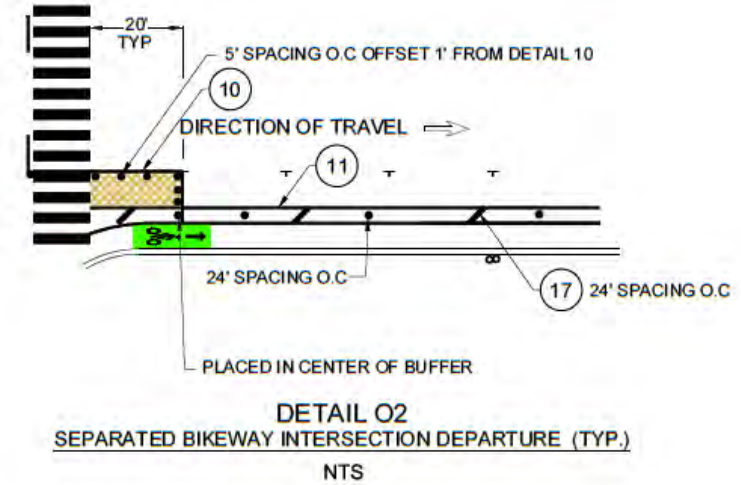 20'
TYP
5' SPACING O.C OFFSET 1' FROM DETAIL 10
10
DIRECTION OF TRAVEL
11
24' SPACING O.C
17 24' SPACING O.C
PLACED IN CENTER OF BUFFER
DETAIL O2
SEPARATED BIKEWAY INTERSECTION DEPARTURE (TYP.)
NTS